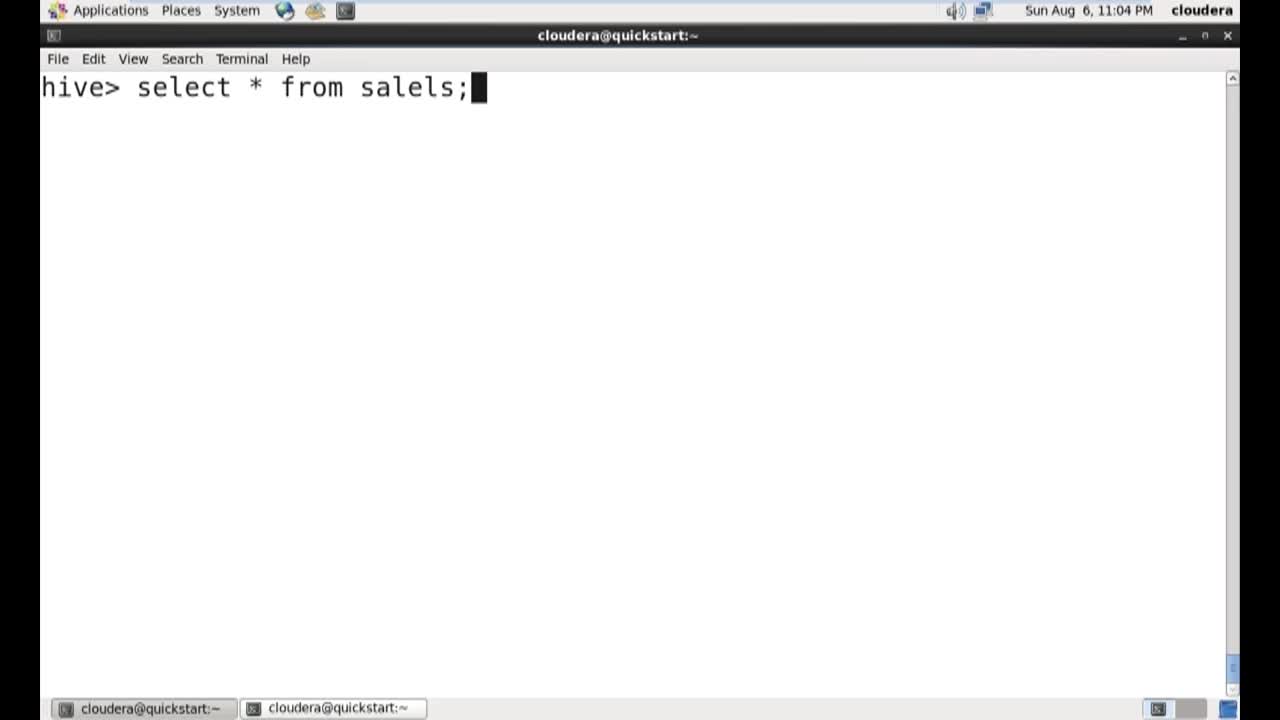 Applications Places System Sun Aug 6, 11:04 PM cloudera
cloudera@quickstart:~
File Edit View Search Terminal Help
hive> select * from salels;
cloudera@quickstart:~ cloudera@quickstart:~